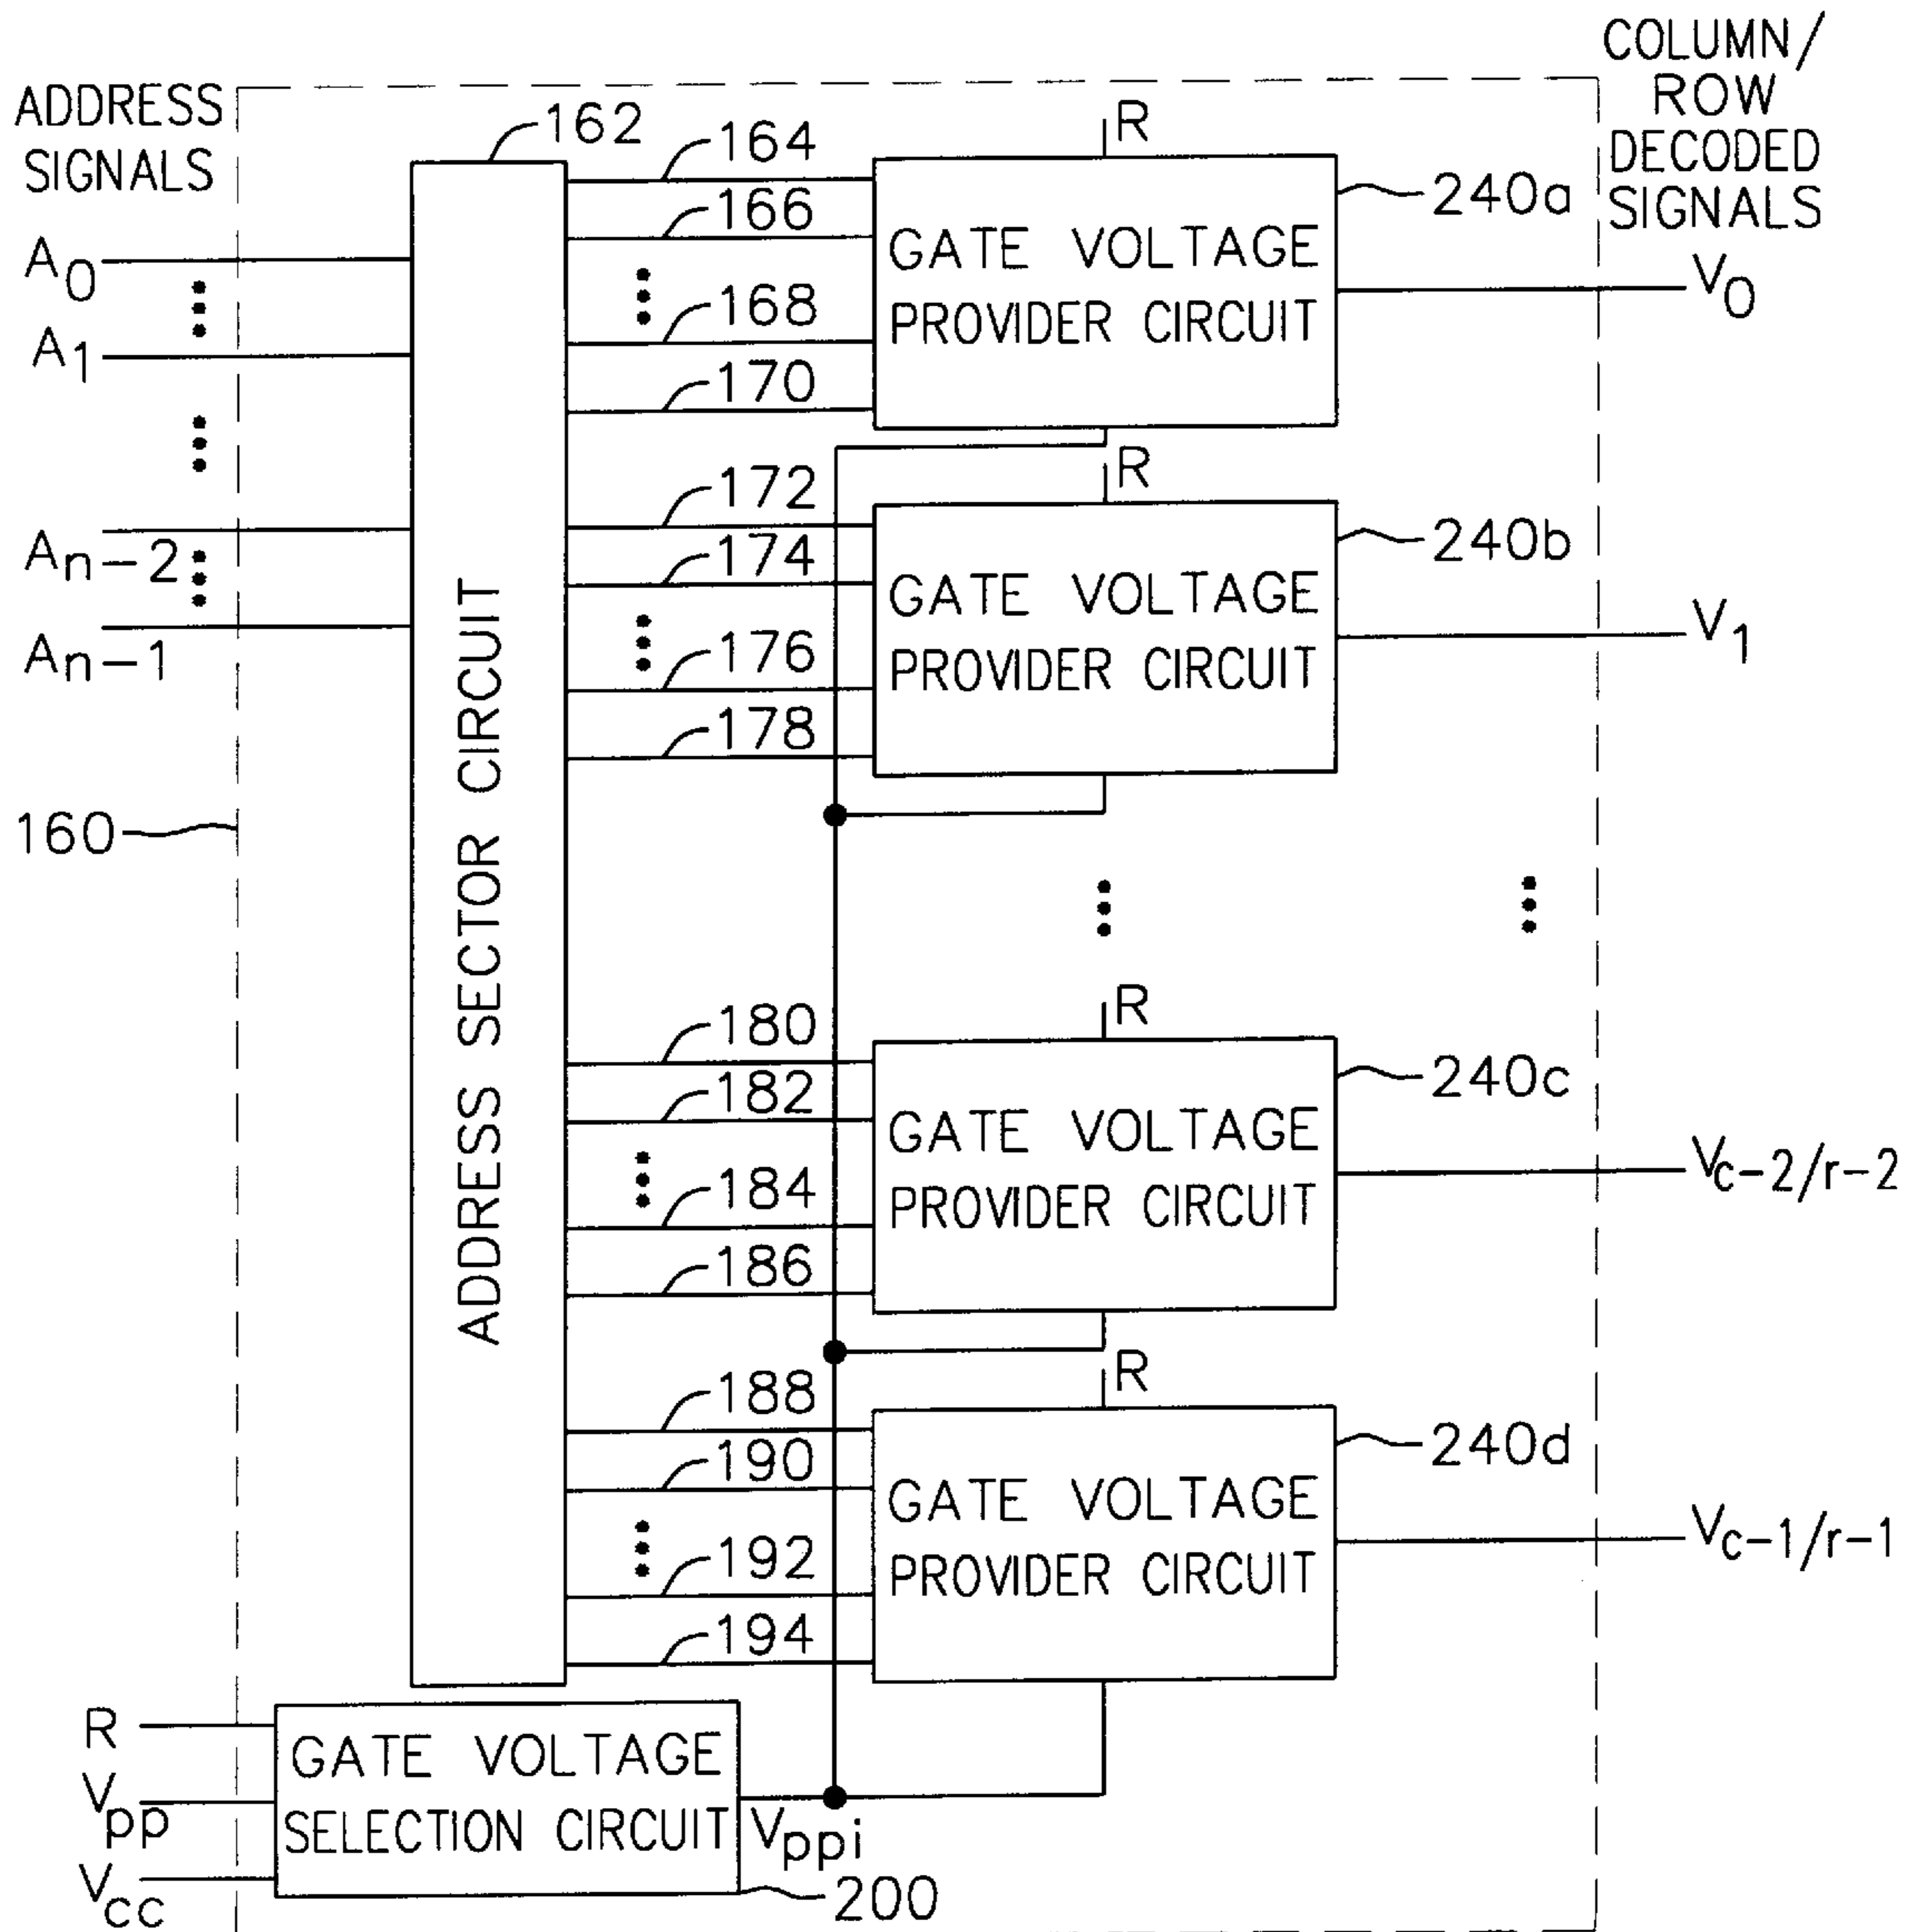 COLUMN/
ROW
DECODED
SIGNALS
ADDRESS
SIGNALS
162
164
166
168
170
R
GATE VOLTAGE
PROVIDER CIRCUIT
240a
A0
A1
An-2
An-1
V0
172
174
176
178
R
GATE VOLTAGE
PROVIDER CIRCUIT
240b
V1
160
ADDRESS SECTOR CIRCUIT
180
182
184
186
R
GATE VOLTAGE
PROVIDER CIRCUIT
240c
Vc-2/r-2
188
190
192
194
R
GATE VOLTAGE
PROVIDER CIRCUIT
240d
Vc-1/r-1
R
Vpp
Vcc
GATE VOLTAGE
SELECTION CIRCUIT
Vppi
200